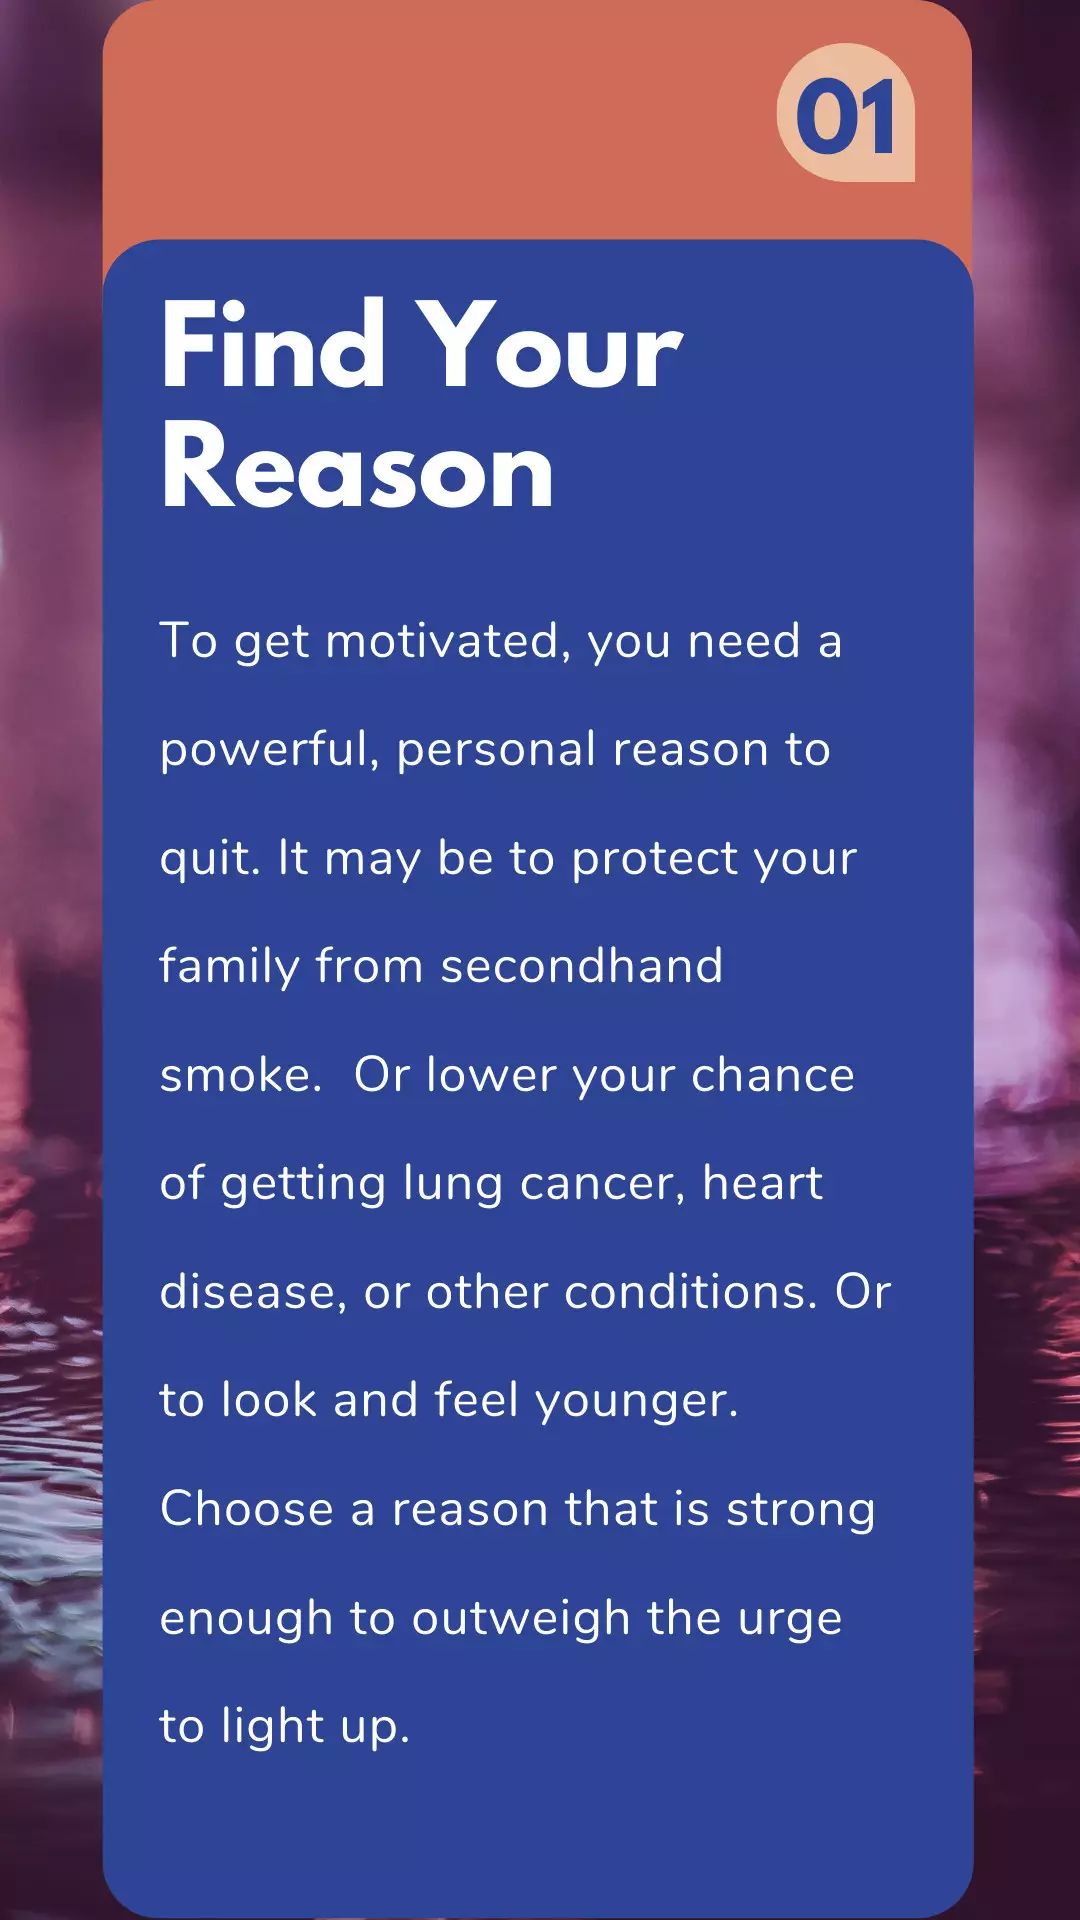 01
Find Your
Reason
To get motivated, you need a
powerful, personal reason to
quit. It may be to protect your
family from secondhand
smoke.  Or lower your chance
of getting lung cancer, heart
disease, or other conditions. Or
to look and feel younger.
Choose a reason that is strong
enough to outweigh the urge
to light up.